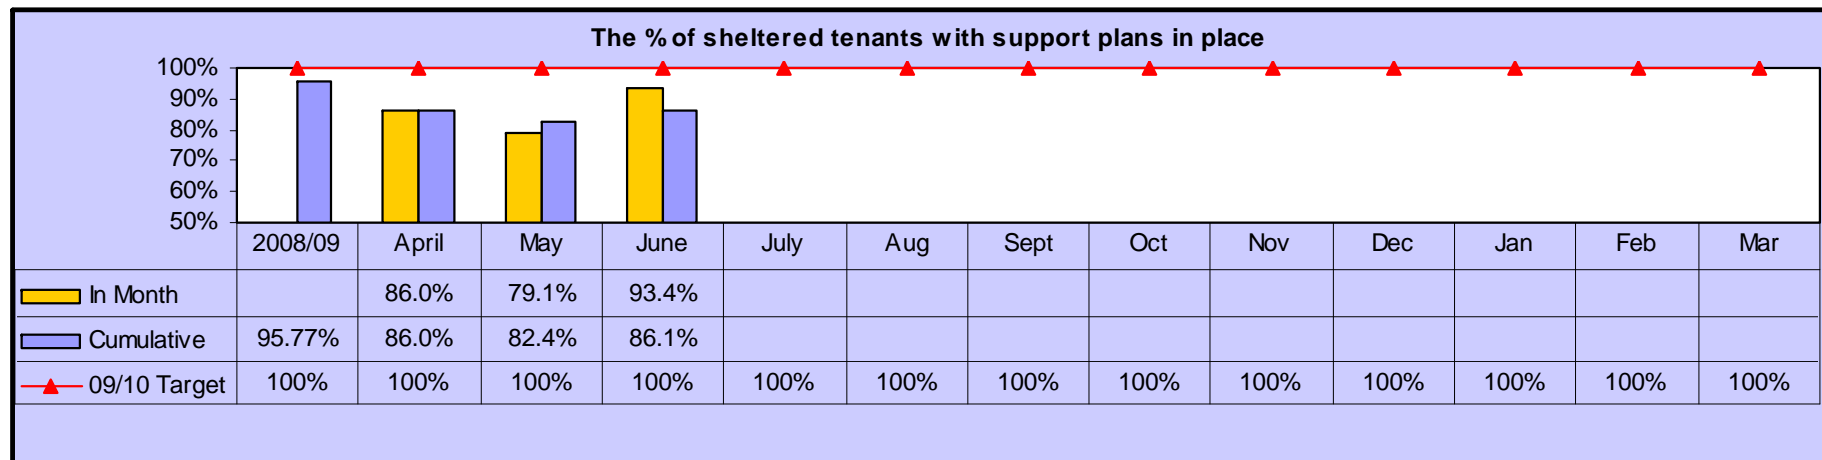 The % of sheltered tenants with support plans in place
100%
90%
80%
70%
60%
50%
2008/09 April May June July Aug Sept Oct Nov Dec Jan Feb Mar
In Month 86.0% 79.1% 93.4%
Cumulative 95.77% 86.0% 82.4% 86.1%
09/10 Target 100% 100% 100% 100% 100% 100% 100% 100% 100% 100% 100% 100% 100%